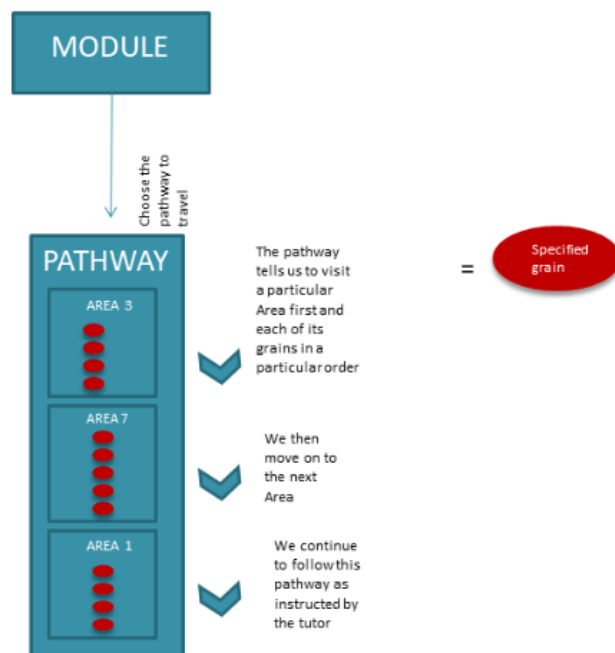 MODULE
Choose the
pathway to
travel
PATHWAY
AREA 3
The pathway
tells us to visit
a particular
Area first and
each of its
grains in a
particular order
=
Specified
grain
AREA 7
We then
move on to
the next
Area
AREA 1
We continue
to follow this
pathway as
instructed by
the tutor